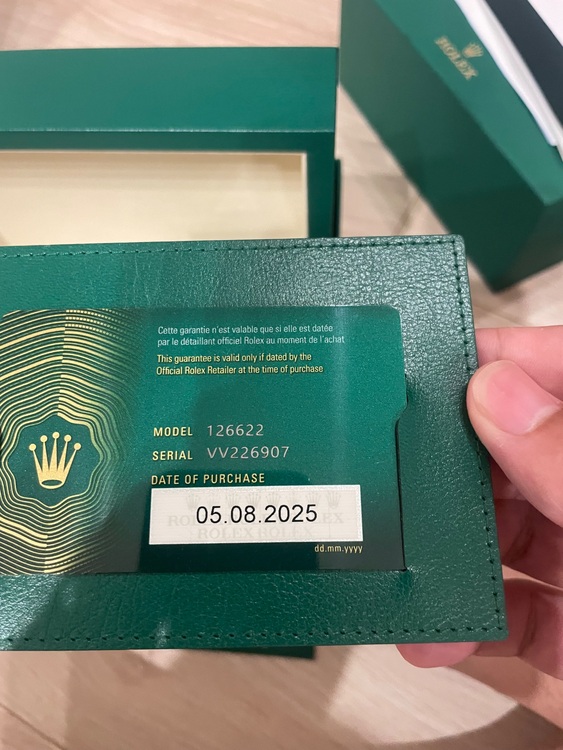 ROLEX
Cette garantie n'est valable que si elle est datée
par le détaillant officiel Rolex au moment de l'achat
This guarantee is valid only if dated by the
Official Rolex Retailer at the time of purchase
MODEL 126622
SERIAL VV226907
DATE OF PURCHASE
05.08.2025
ROLEX ROLEX
dd.mm.yyyy